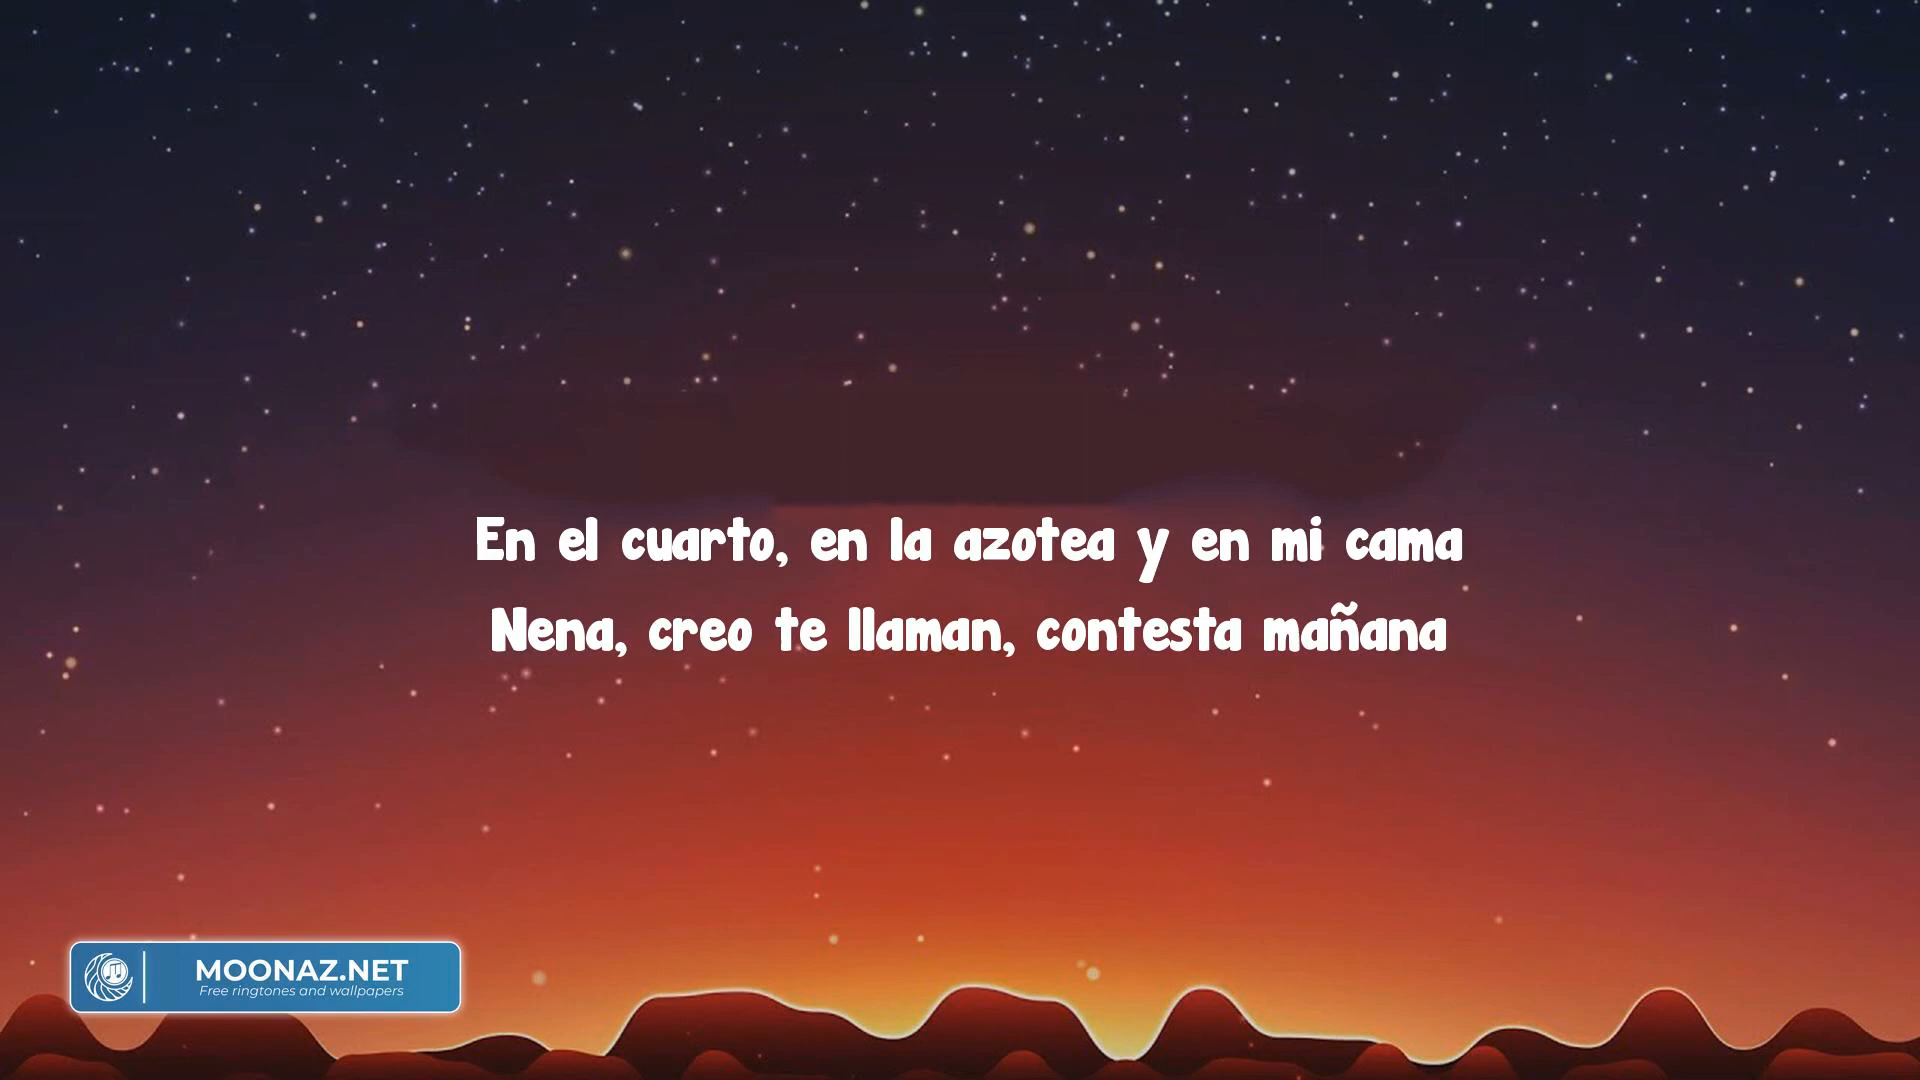 En el cuarto, en la azotea y en mi cama
Nena, creo te llaman, contesta mañana
MOONAZ.NET
Free ringtones and wallpapers